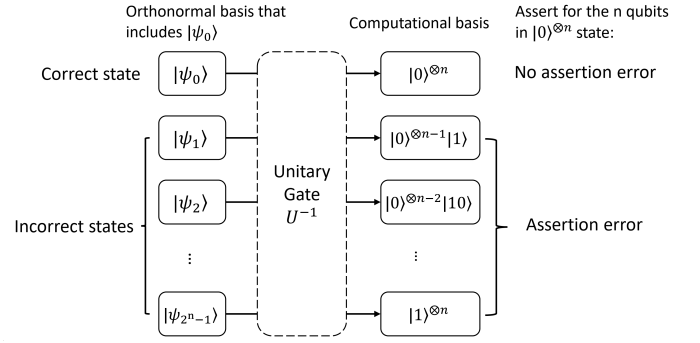 Orthonormal basis that
includes |ψ₀⟩
Computational basis
Assert for the n qubits
in |0⟩^{⊗n} state:
Correct state
|ψ₀⟩
|0⟩^{⊗n}
No assertion error
Incorrect states
|ψ₁⟩
|ψ₂⟩
⋮
|ψ_{2ⁿ−1}⟩
Unitary
Gate
U⁻¹
|0⟩^{⊗n−1}|1⟩
|0⟩^{⊗n−2}|10⟩
⋮
|1⟩^{⊗n}
Assertion error